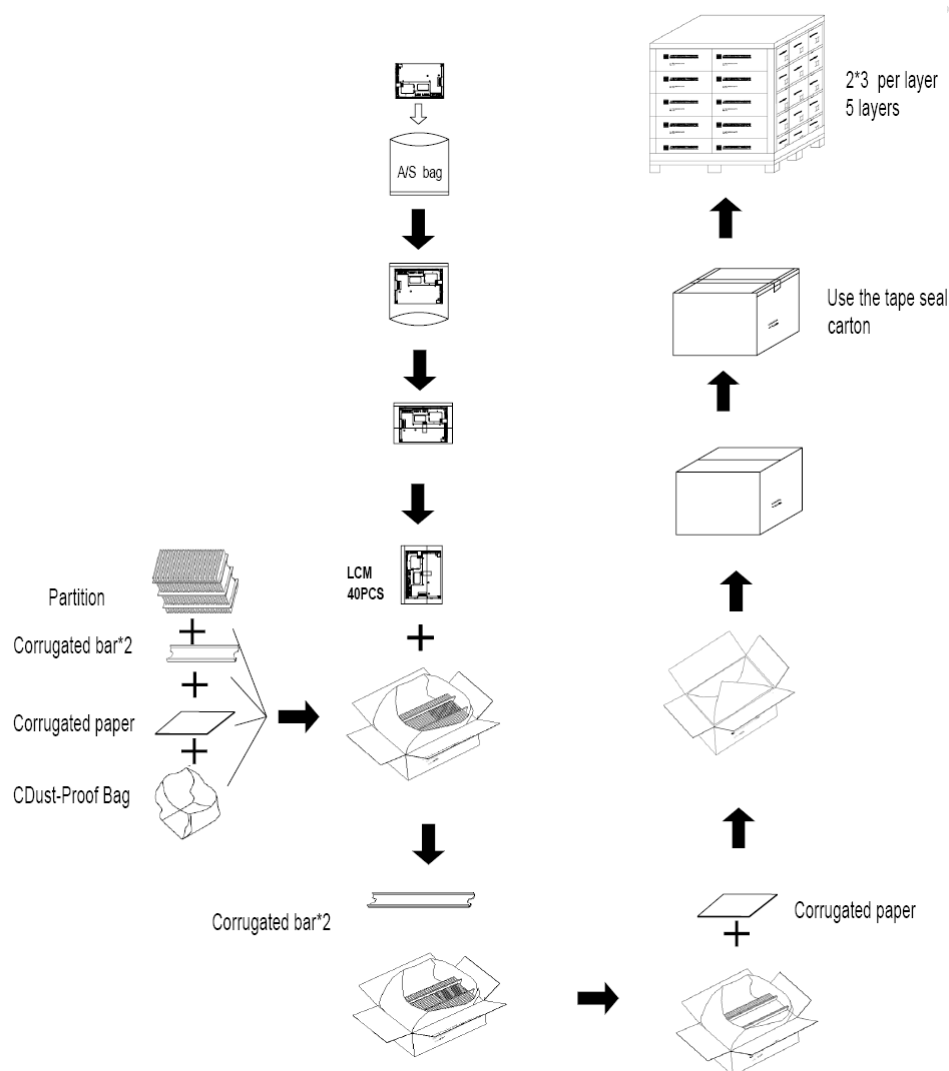 2*3 per layer
5 layers
A/S bag
Use the tape seal
carton
LCM
40PCS
Partition
Corrugated bar*2
Corrugated paper
CDust-Proof Bag
Corrugated bar*2
Corrugated paper